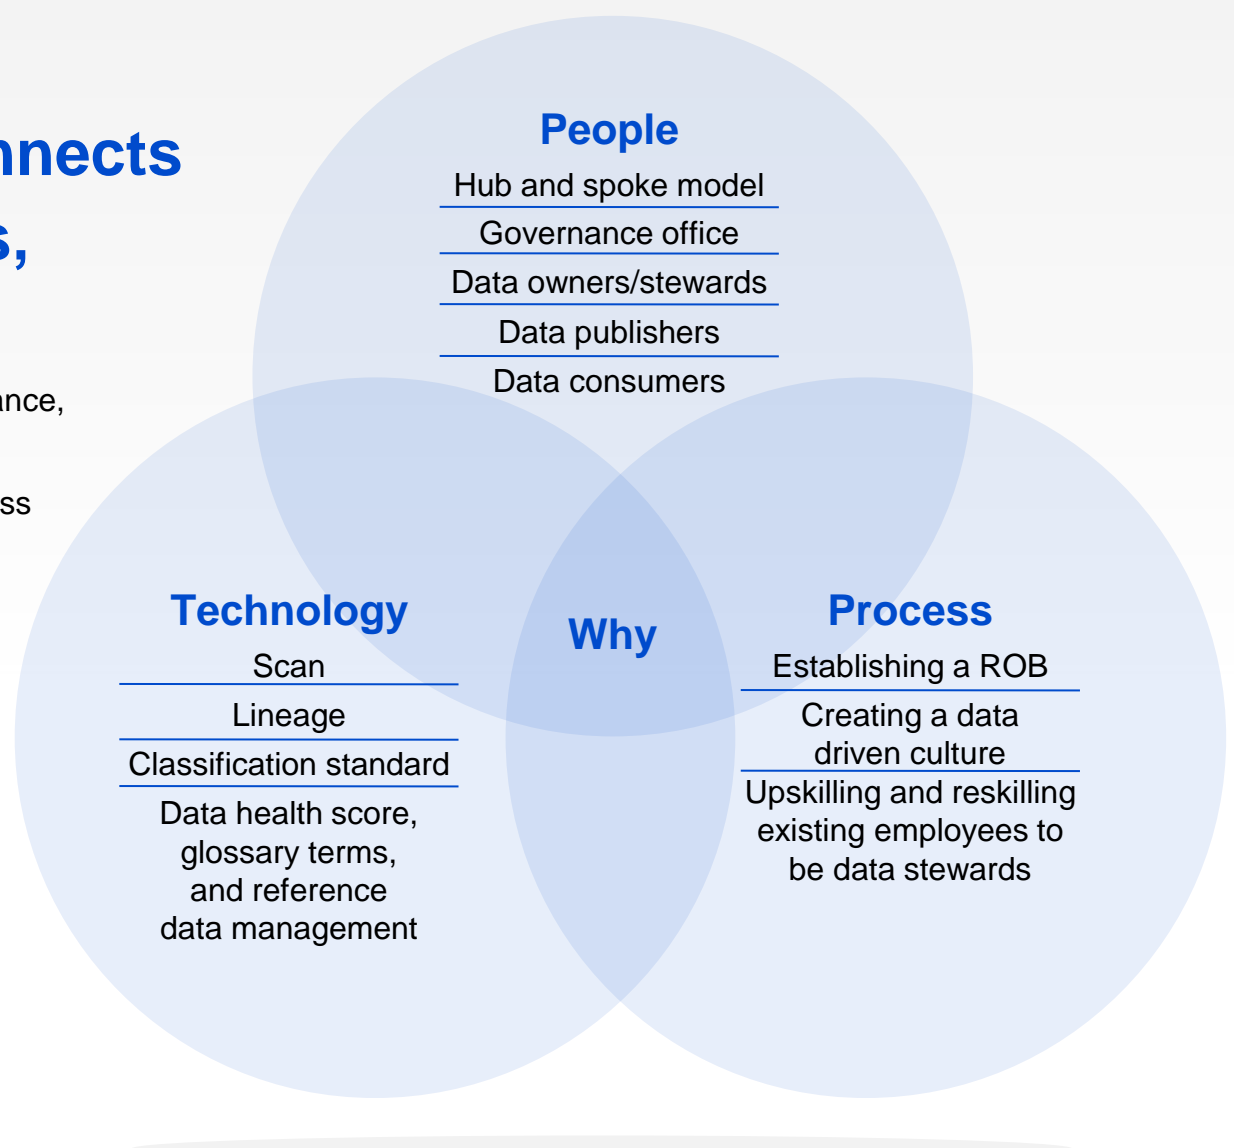 nnects
s,
ance,
ss
People
Hub and spoke model
Governance office
Data owners/stewards
Data publishers
Data consumers
Technology
Scan
Lineage
Classification standard
Data health score,
glossary terms,
and reference
data management
Why
Process
Establishing a ROB
Creating a data
driven culture
Upskilling and reskilling
existing employees to
be data stewards